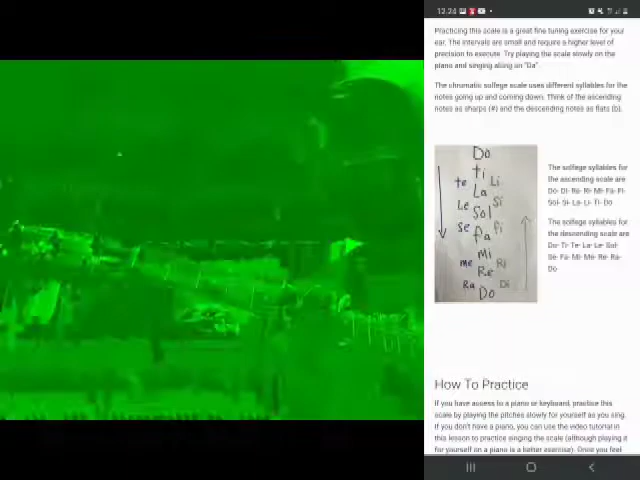 12.24
Practicing this scale is a great fine tuning exercise for your
ear. The intervals are small and require a higher level of
precision to execute. Try playing the scale slowly on the
piano and singing along on "Da".
The chromatic solfege scale uses different syllables for the
notes going up and coming down. Think of the ascending
notes as sharps (#) and the descending notes as flats (b).
Do
ti
te Li
La
Le Si
Sol
Se fi
fa
Mi
me Ri
Re
Ra Di
Do
The solfege syllables for
the ascending scale are
Do- Di- Re- Ri- Mi- Fa- Fi-
Sol- Si- La- Li- Ti- Do
The solfege syllables for
the descending scale are
Do- Ti- Te- La- Le- Sol-
Se- Fa- Mi- Me- Re- Ra-
Do
How To Practice
If you have access to a piano or keyboard, practice this
scale by playing the pitches slowly for yourself as you sing.
If you don't have a piano, you can use the video tutorial in
this lesson to practice singing the scale (although playing it
for yourself on a piano is a better exercise). Once you feel